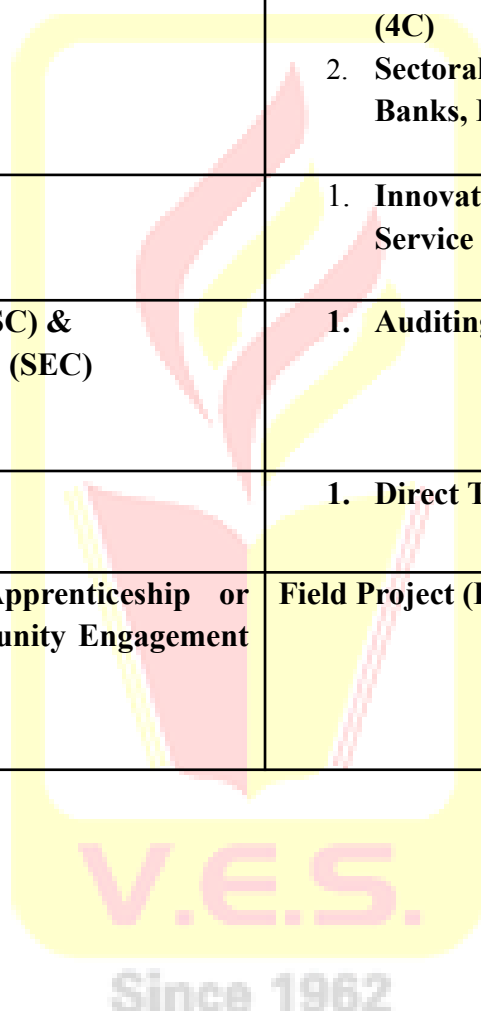 (4C)
2. Sectoral
Banks,
1. Innovat
Service
SC) &
(SEC)
1. Auditing
1. Direct T
Apprenticeship or
unity Engagement
Field Project (
V.E.S.
Since 1962